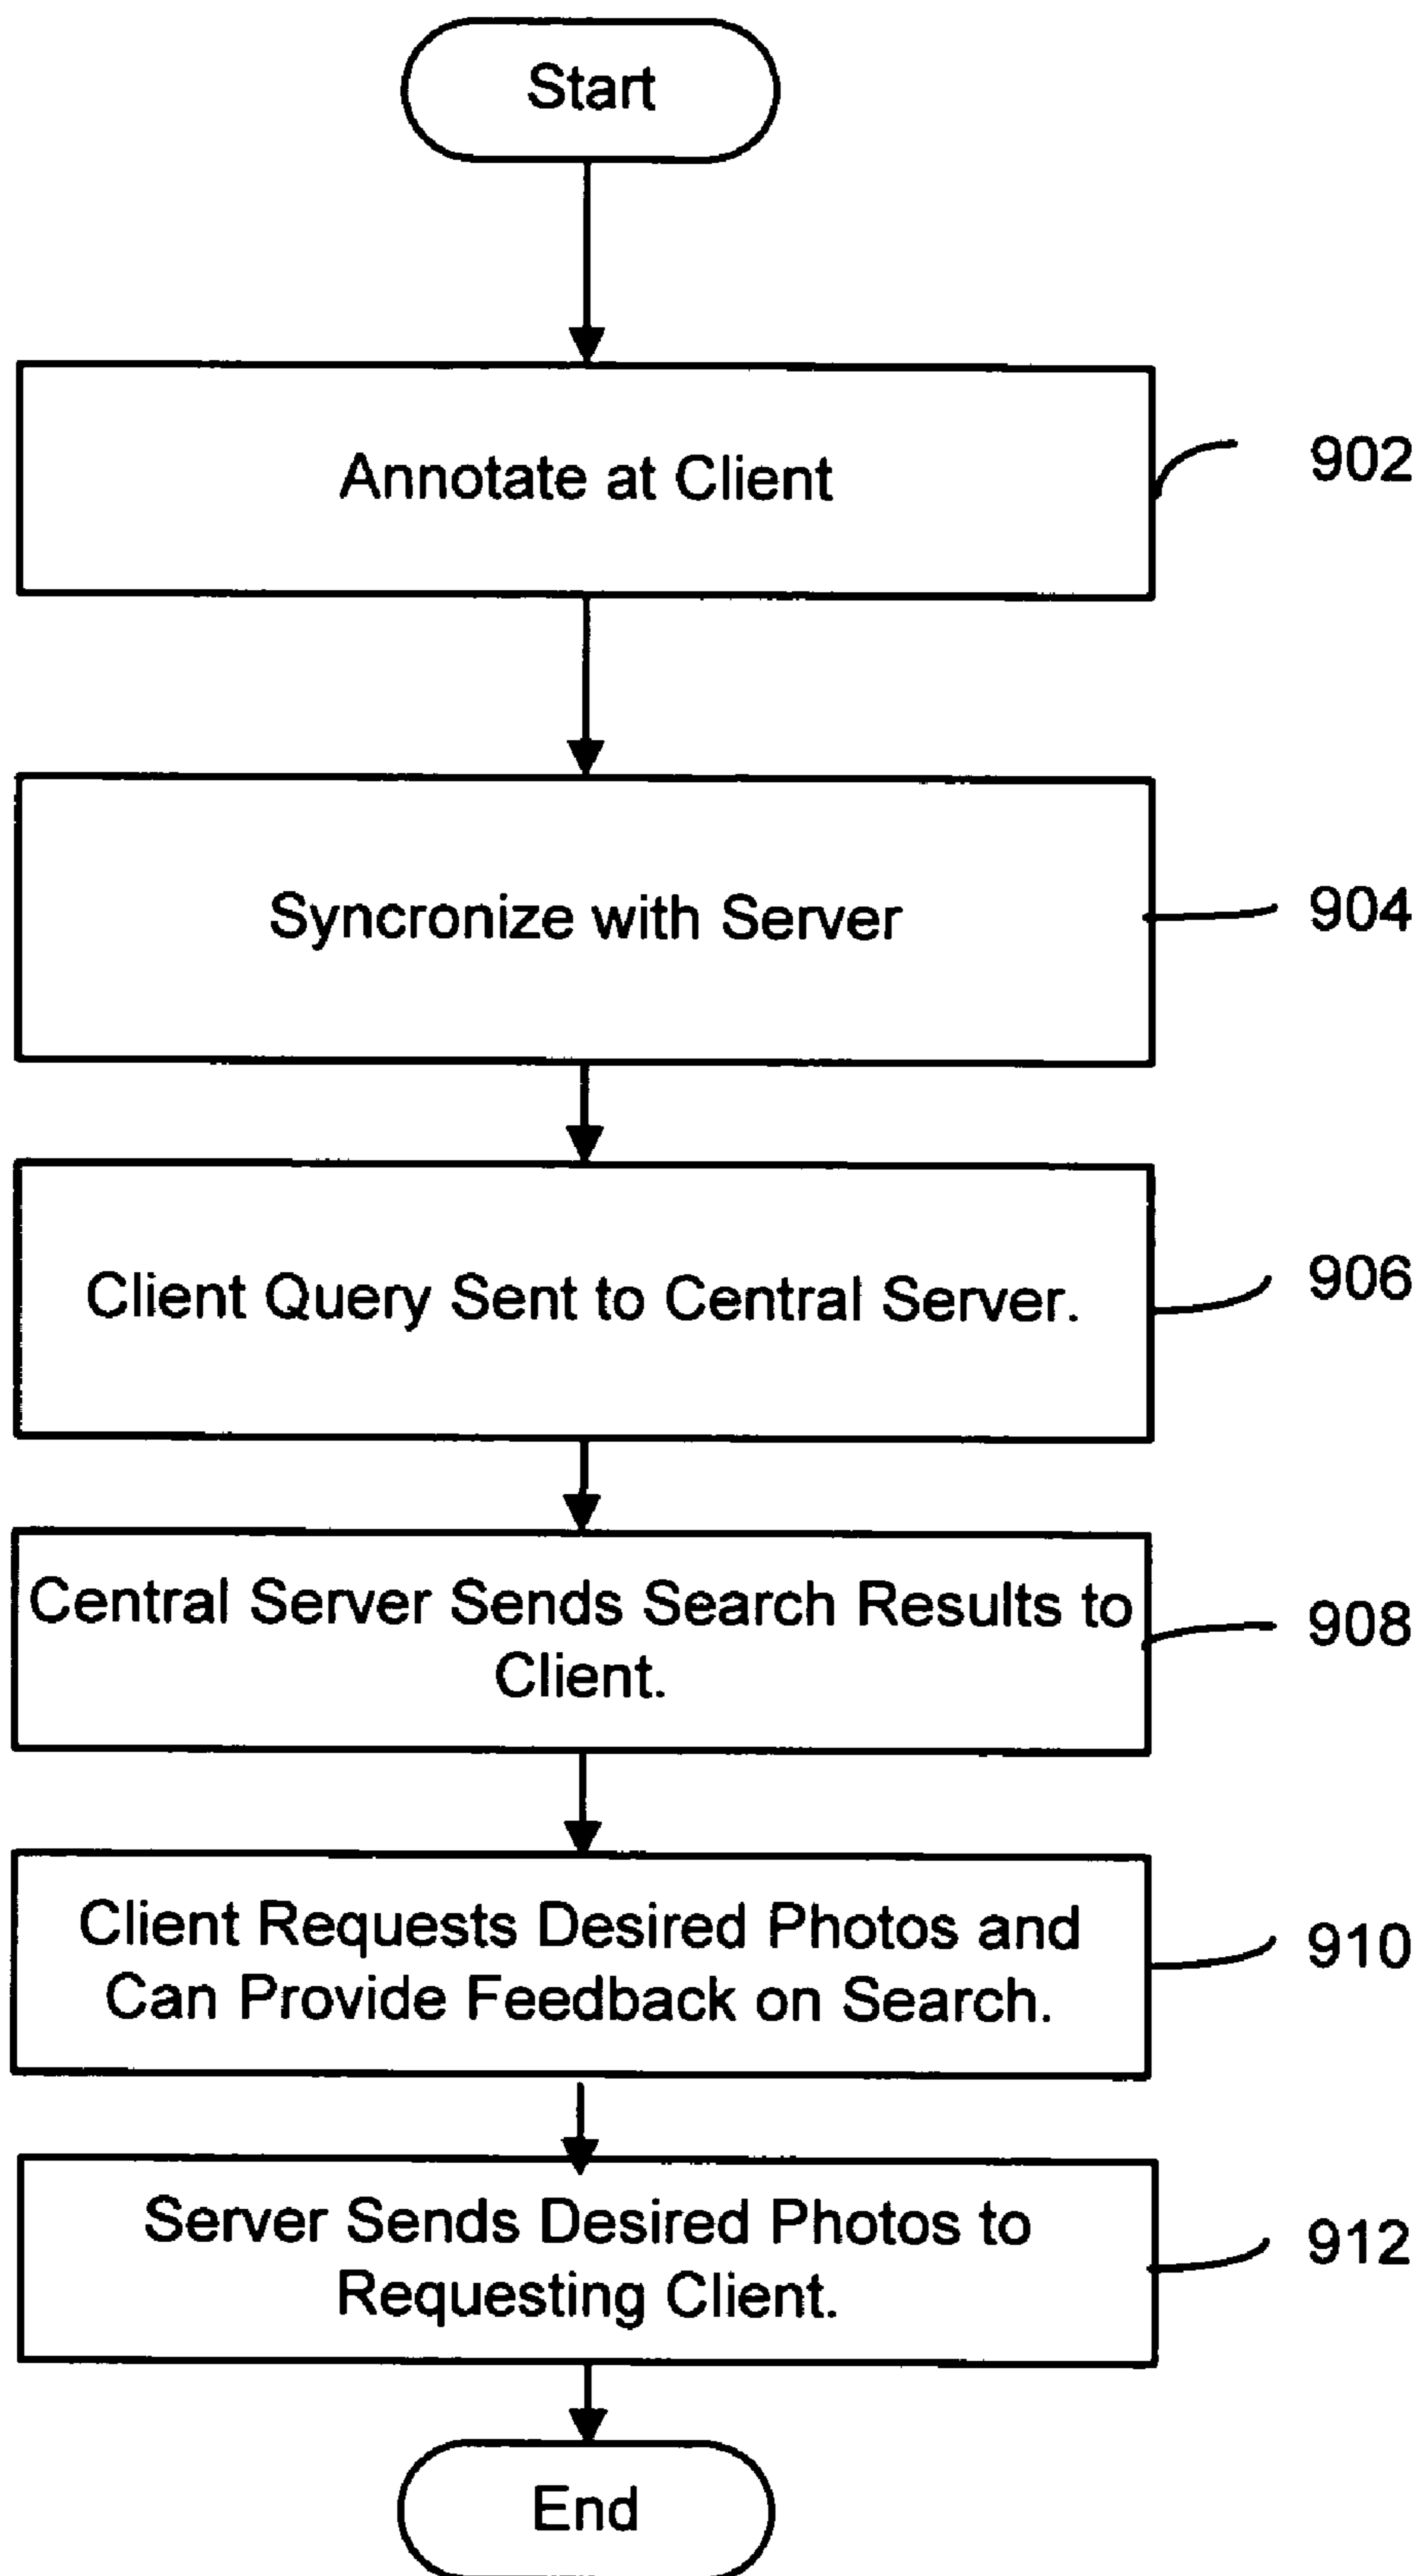 Start
Annotate at Client
902
Syncronize with Server
904
Client Query Sent to Central Server.
906
Central Server Sends Search Results to
Client.
908
Client Requests Desired Photos and
Can Provide Feedback on Search.
910
Server Sends Desired Photos to
Requesting Client.
912
End